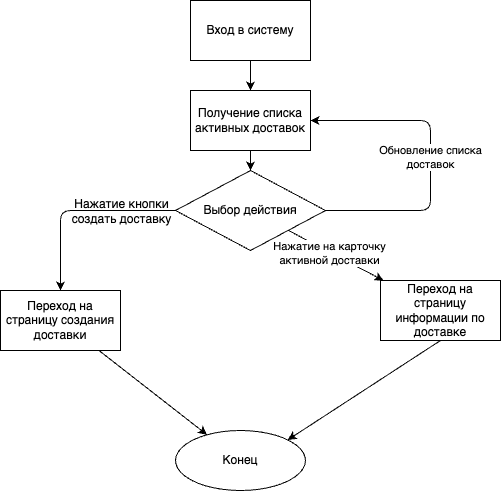 Вход в систему
Получение списка
активных доставок
Обновление списка
доставок
Нажатие кнопки
создать доставку
Выбор действия
Нажатие на карточку
активной доставки
Переход на
страницу создания
доставки
Переход на
страницу
информации по
доставке
Конец